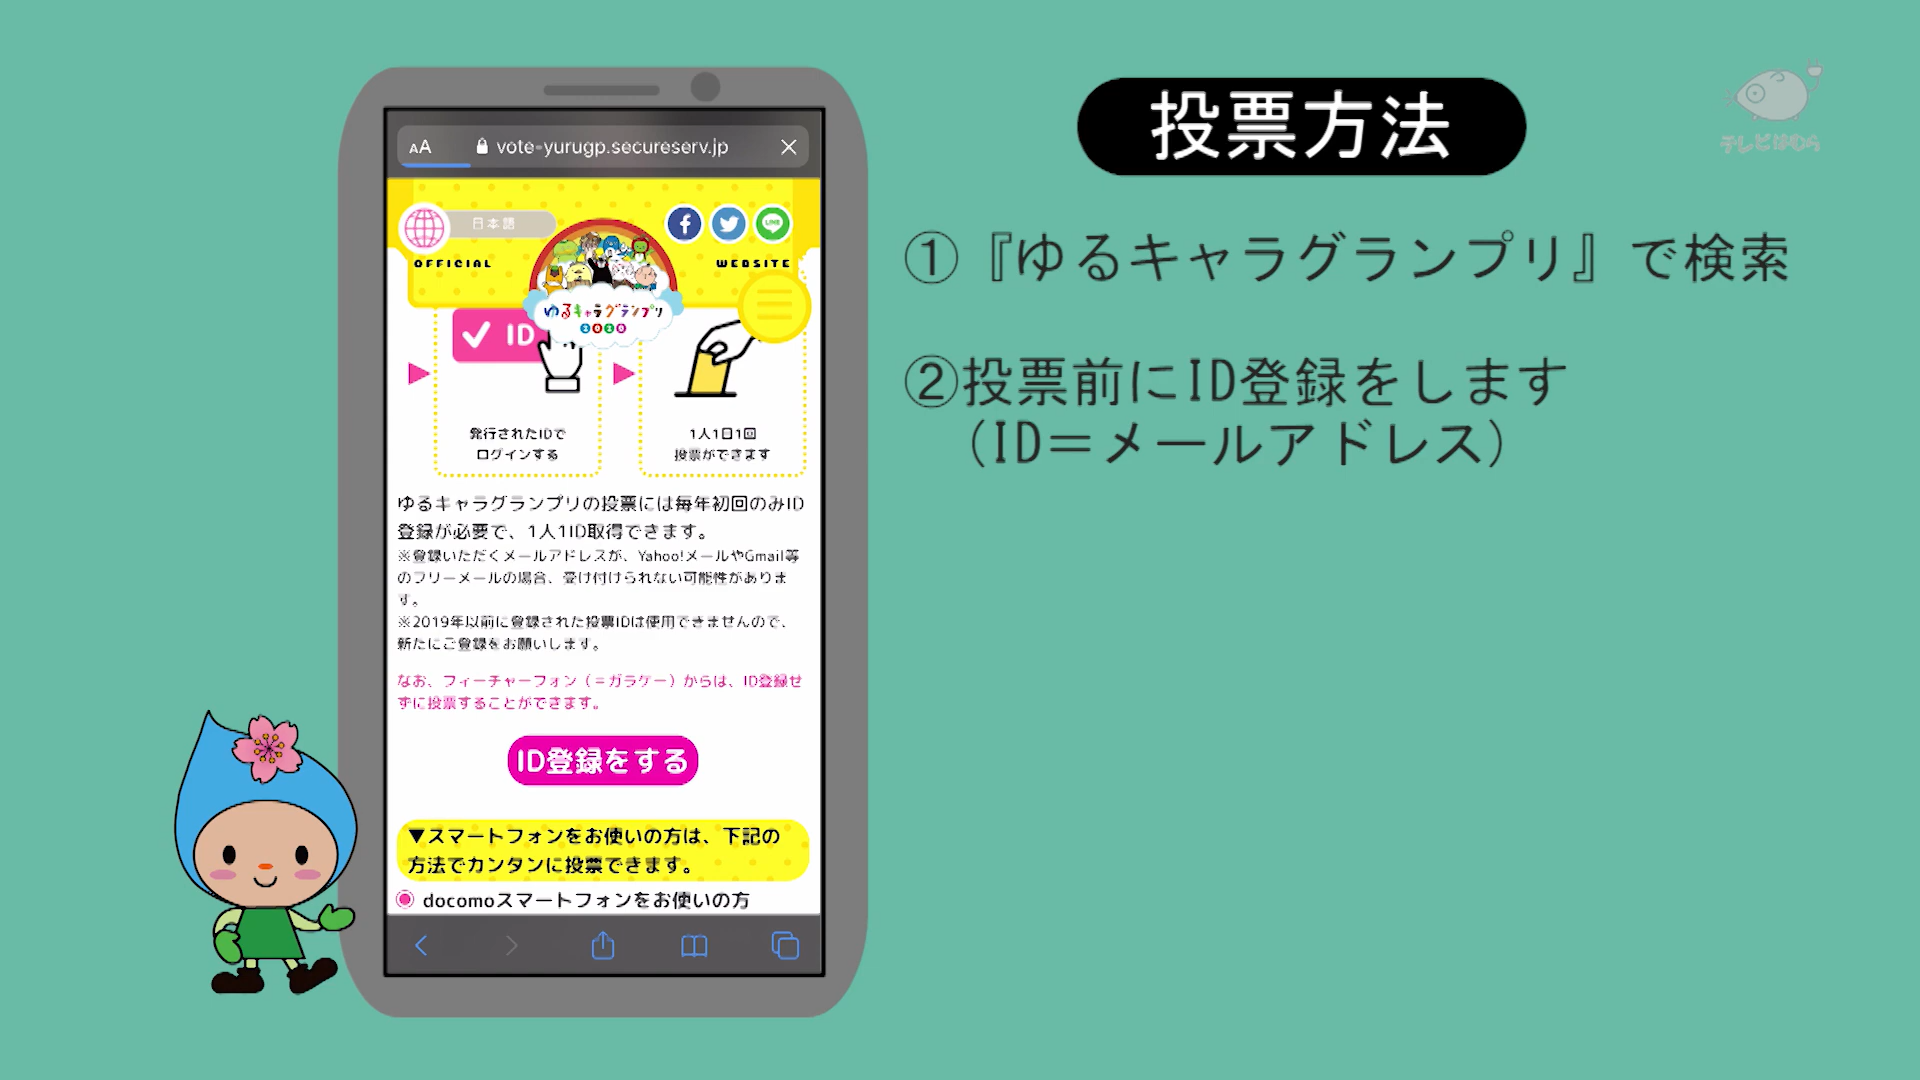 投票方法
テレビはむら
①『ゆるキャラグランプリ』で検索
②投票前にID登録をします
(ID=メールアドレス)
AA vote-yurugp.secureserv.jp
日本語
LINE
OFFICIAL WEBSITE
ゆるキャラグランプリ
2020
ID
発行されたIDで
ログインする
1人1日1回
投票ができます
ゆるキャラグランプリの投票には毎年初回のみID
登録が必要で、1人1ID取得できます。
※登録いただくメールアドレスが、Yahoo!メールやGmail等
のフリーメールの場合、受け付けられない可能性がありま
す。
※2019年以前に登録された投票IDは使用できませんので、
新たにご登録をお願いします。
なお、フィーチャーフォン（＝ガラケー）からは、ID登録せ
ずに投票することができます。
ID登録をする
▼スマートフォンをお使いの方は、下記の
方法でカンタンに投票できます。
docomoスマートフォンをお使いの方